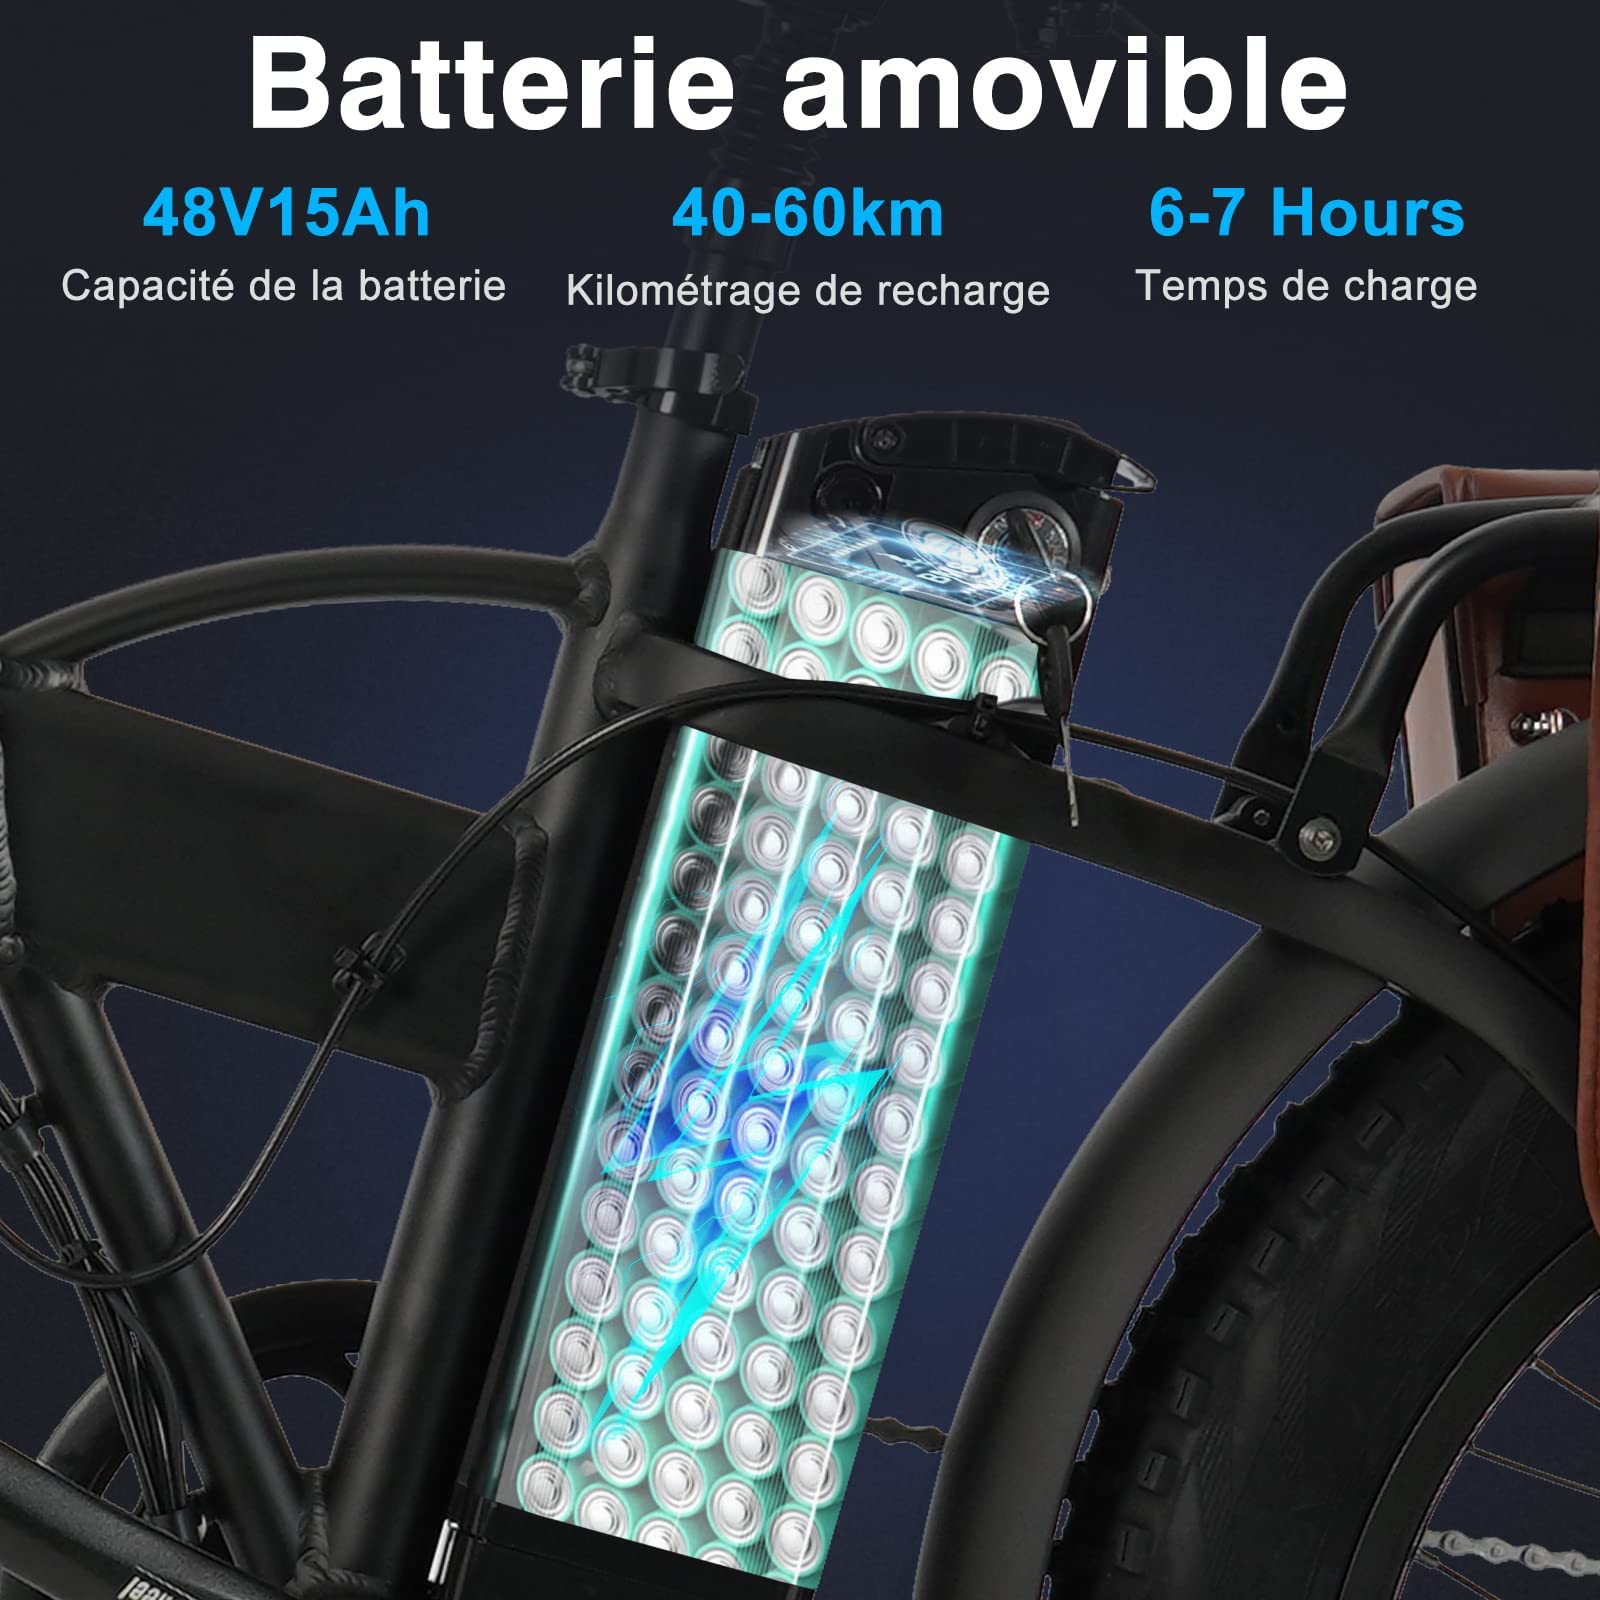 Batterie amovible
48V15Ah
Capacité de la batterie
40-60km
Kilométrage de recharge
6-7 Hours
Temps de charge